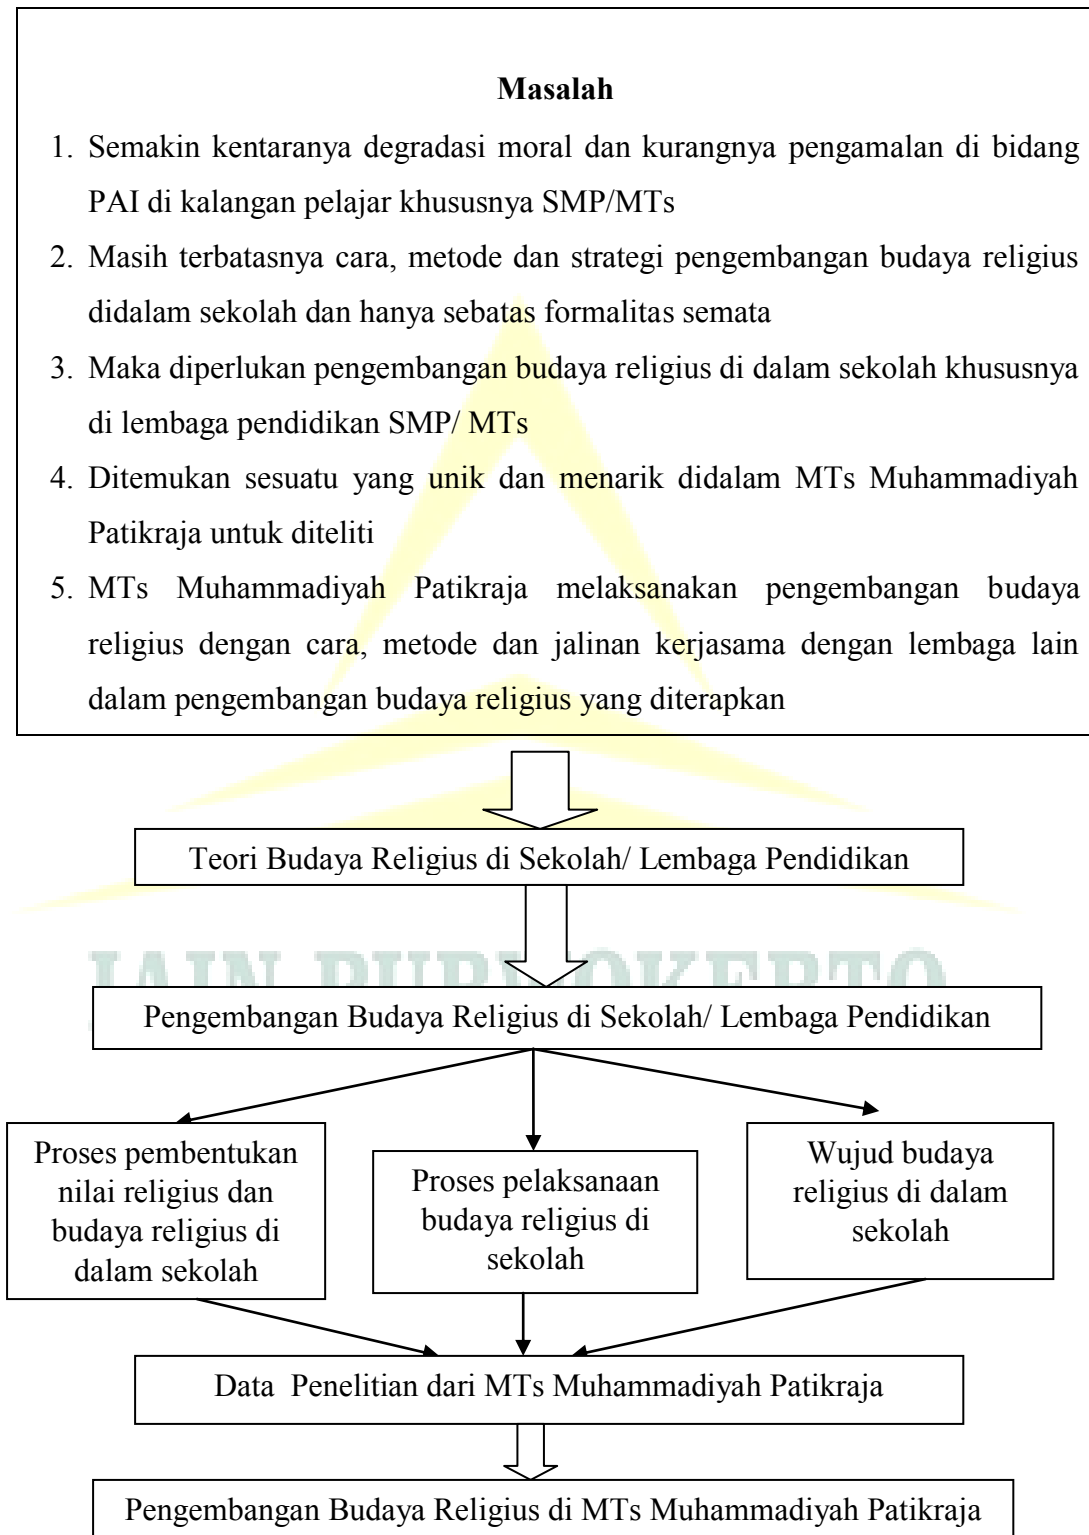 Masalah
1. Semakin kentaranya degradasi moral dan kurangnya pengamalan di bidang
PAI di kalangan pelajar khususnya SMP/MTs
2. Masih terbatasnya cara, metode dan strategi pengembangan budaya religius
didalam sekolah dan hanya sebatas formalitas semata
3. Maka diperlukan pengembangan budaya religius di dalam sekolah khususnya
di lembaga pendidikan SMP/ MTs
4. Ditemukan sesuatu yang unik dan menarik didalam MTs Muhammadiyah
Patikraja untuk diteliti
5. MTs Muhammadiyah Patikraja melaksanakan pengembangan budaya
religius dengan cara, metode dan jalinan kerjasama dengan lembaga lain
dalam pengembangan budaya religius yang diterapkan
Teori Budaya Religius di Sekolah/ Lembaga Pendidikan
IAIN PURWOKERTO
Pengembangan Budaya Religius di Sekolah/ Lembaga Pendidikan
Proses pembentukan
nilai religius dan
budaya religius di
dalam sekolah
Proses pelaksanaan
budaya religius di
sekolah
Wujud budaya
religius di dalam
sekolah
Data Penelitian dari MTs Muhammadiyah Patikraja
Pengembangan Budaya Religius di MTs Muhammadiyah Patikraja